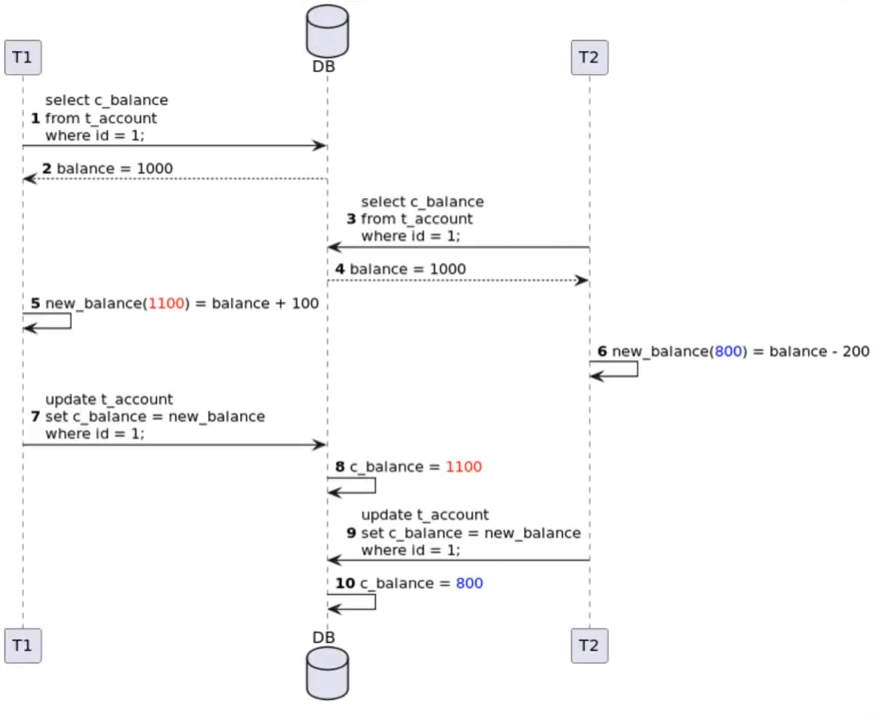 DB
T1
T2
select c_balance
1 from t_account
where id = 1;
2 balance = 1000
select c_balance
3 from t_account
where id = 1;
4 balance = 1000
5 new_balance(1100) = balance + 100
6 new_balance(800) = balance - 200
update t_account
7 set c_balance = new_balance
where id = 1;
8 c_balance = 1100
update t_account
9 set c_balance = new_balance
where id = 1;
10 c_balance = 800
T1
DB
T2